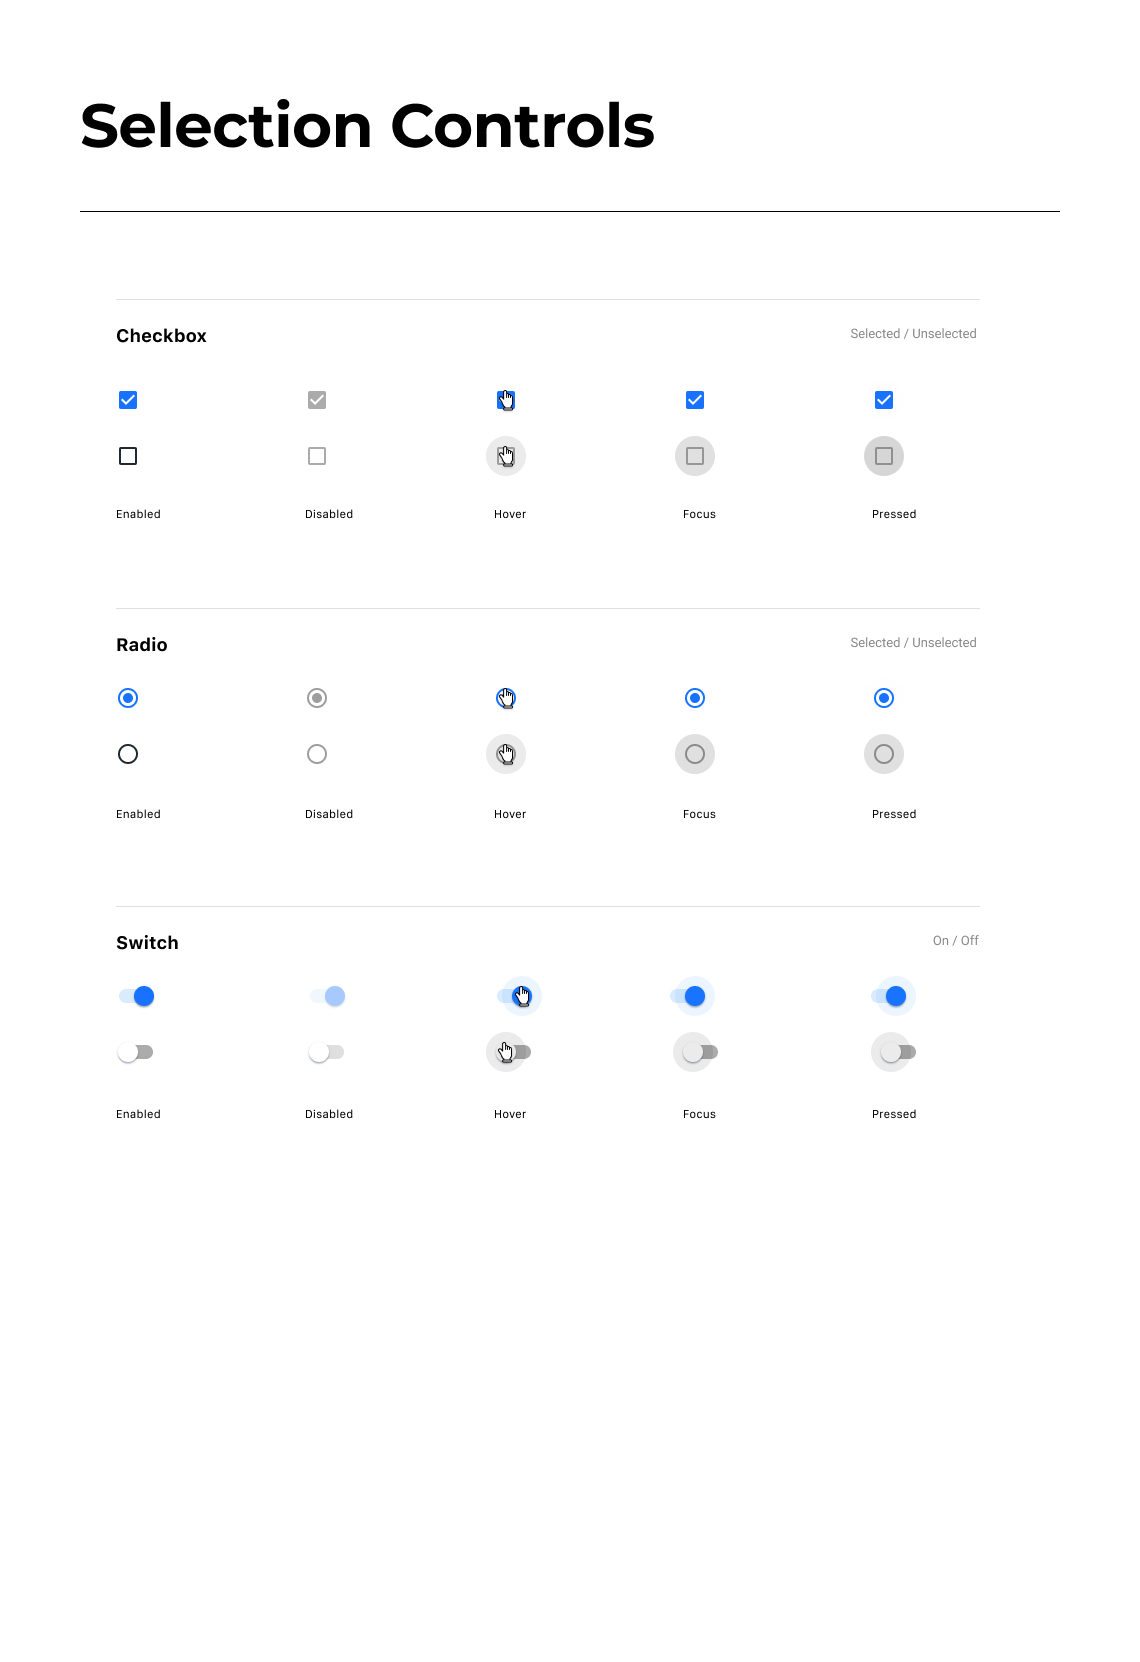 Selection Controls
Checkbox
Selected / Unselected
Enabled
Disabled
Hover
Focus
Pressed
Radio
Selected / Unselected
Enabled
Disabled
Hover
Focus
Pressed
Switch
On / Off
Enabled
Disabled
Hover
Focus
Pressed